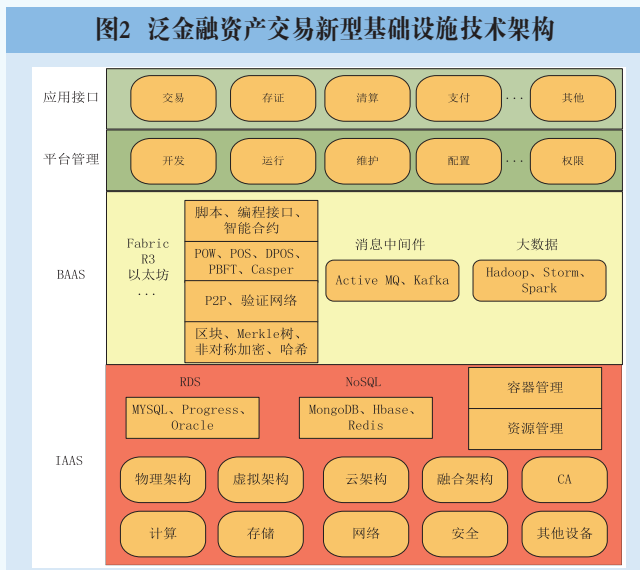 图2 泛金融资产交易新型基础设施技术架构
应用接口
交易
存证
清算
支付
···
其他
平台管理
开发
运行
维护
配置
···
权限
BAAS
Fabric
R3
以太坊
···
脚本、编程接口、
智能合约
POW、POS、DPOS、
PBFT、Casper
P2P、验证网络
区块、Merkle树、
非对称加密、哈希
消息中间件
Active MQ、Kafka
大数据
Hadoop、Storm、
Spark
IAAS
RDS
MYSQL、Progress、
Oracle
NoSQL
MongoDB、Hbase、
Redis
容器管理
资源管理
物理架构
虚拟架构
云架构
融合架构
CA
计算
存储
网络
安全
其他设备